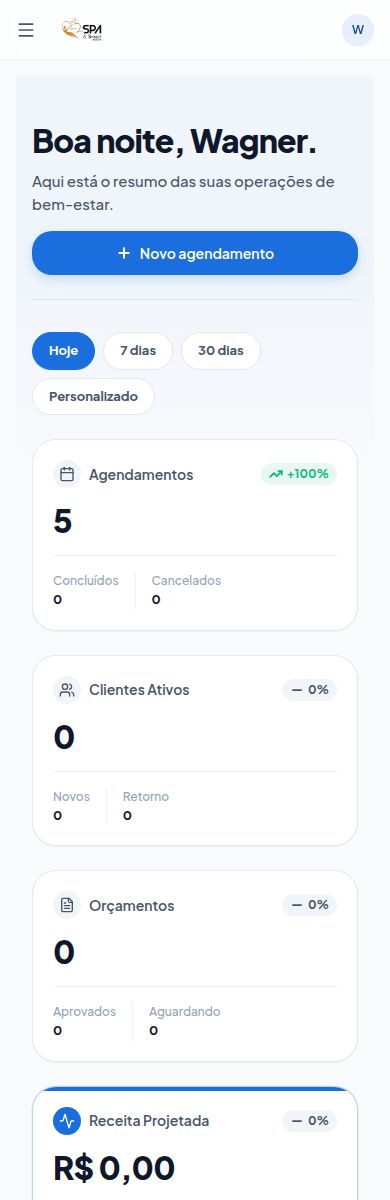 SPA
W
Boa noite, Wagner.
Aqui está o resumo das suas operações de
bem-estar.
+ Novo agendamento
Hoje
7 dias
30 dias
Personalizado
Agendamentos
+100%
5
Concluídos
Cancelados
0
0
Clientes Ativos
— 0%
0
Novos
Retorno
0
0
Orçamentos
— 0%
0
Aprovados
Aguardando
0
0
Receita Projetada
— 0%
R$ 0,00